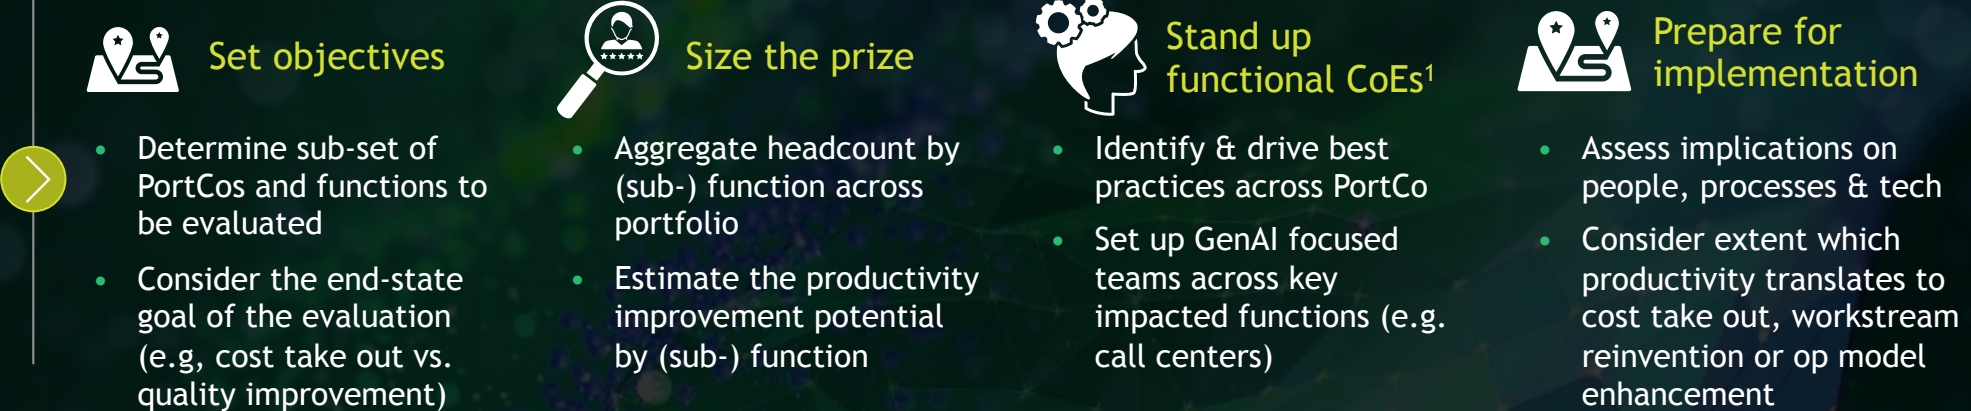 Set objectives
• Determine sub-set of
PortCos and functions to
be evaluated
• Consider the end-state
goal of the evaluation
(e.g, cost take out vs.
quality improvement)
Size the prize
• Aggregate headcount by
(sub-) function across
portfolio
• Estimate the productivity
improvement potential
by (sub-) function
Stand up
functional CoEs¹
• Identify & drive best
practices across PortCo
• Set up GenAI focused
teams across key
impacted functions (e.g.
call centers)
Prepare for
implementation
• Assess implications on
people, processes & tech
• Consider extent which
productivity translates to
cost take out, workstream
reinvention or op model
enhancement